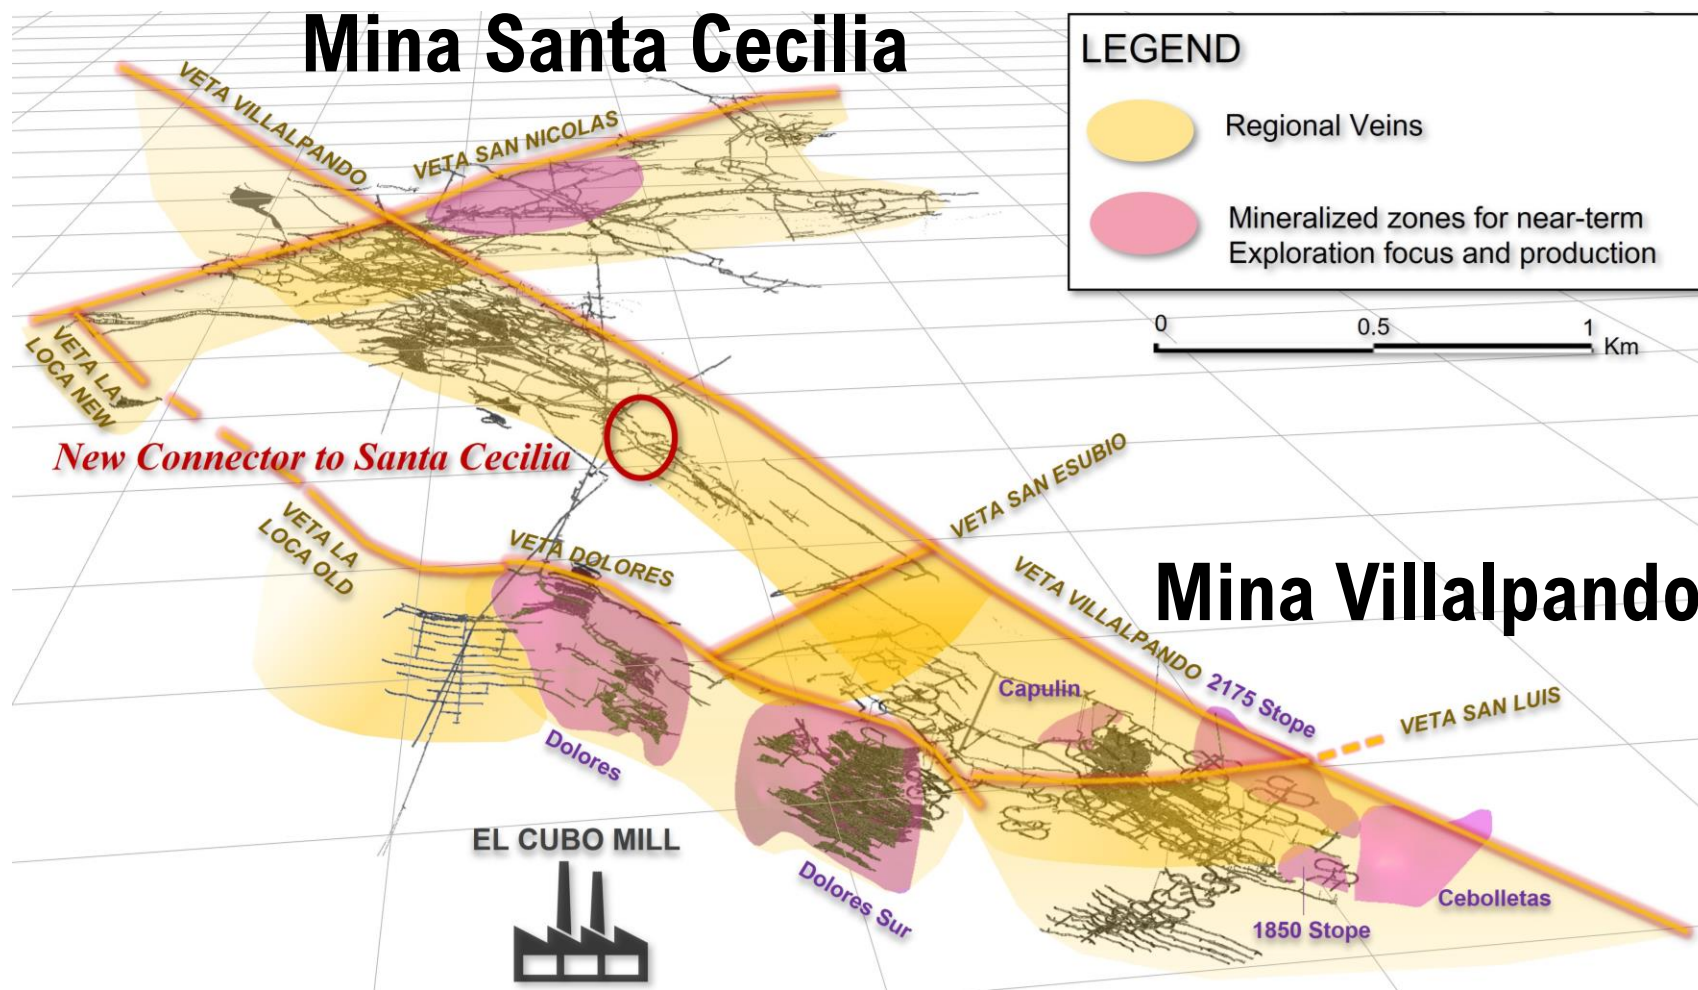 Mina Santa Cecilia
LEGEND
Regional Veins
Mineralized zones for near-term
Exploration focus and production
0 0.5 1
Km
VETA VILLALPANDO
VETA SAN NICOLAS
VETA LA
LOCA NEW
New Connector to Santa Cecilia
VETA LA
LOCA OLD
VETA DOLORES
VETA SAN ESUBIO
VETA VILLALPANDO
Mina Villalpando
Capulin
2175 Stope
VETA SAN LUIS
Dolores
Dolores Sur
EL CUBO MILL
Cebolletas
1850 Stope